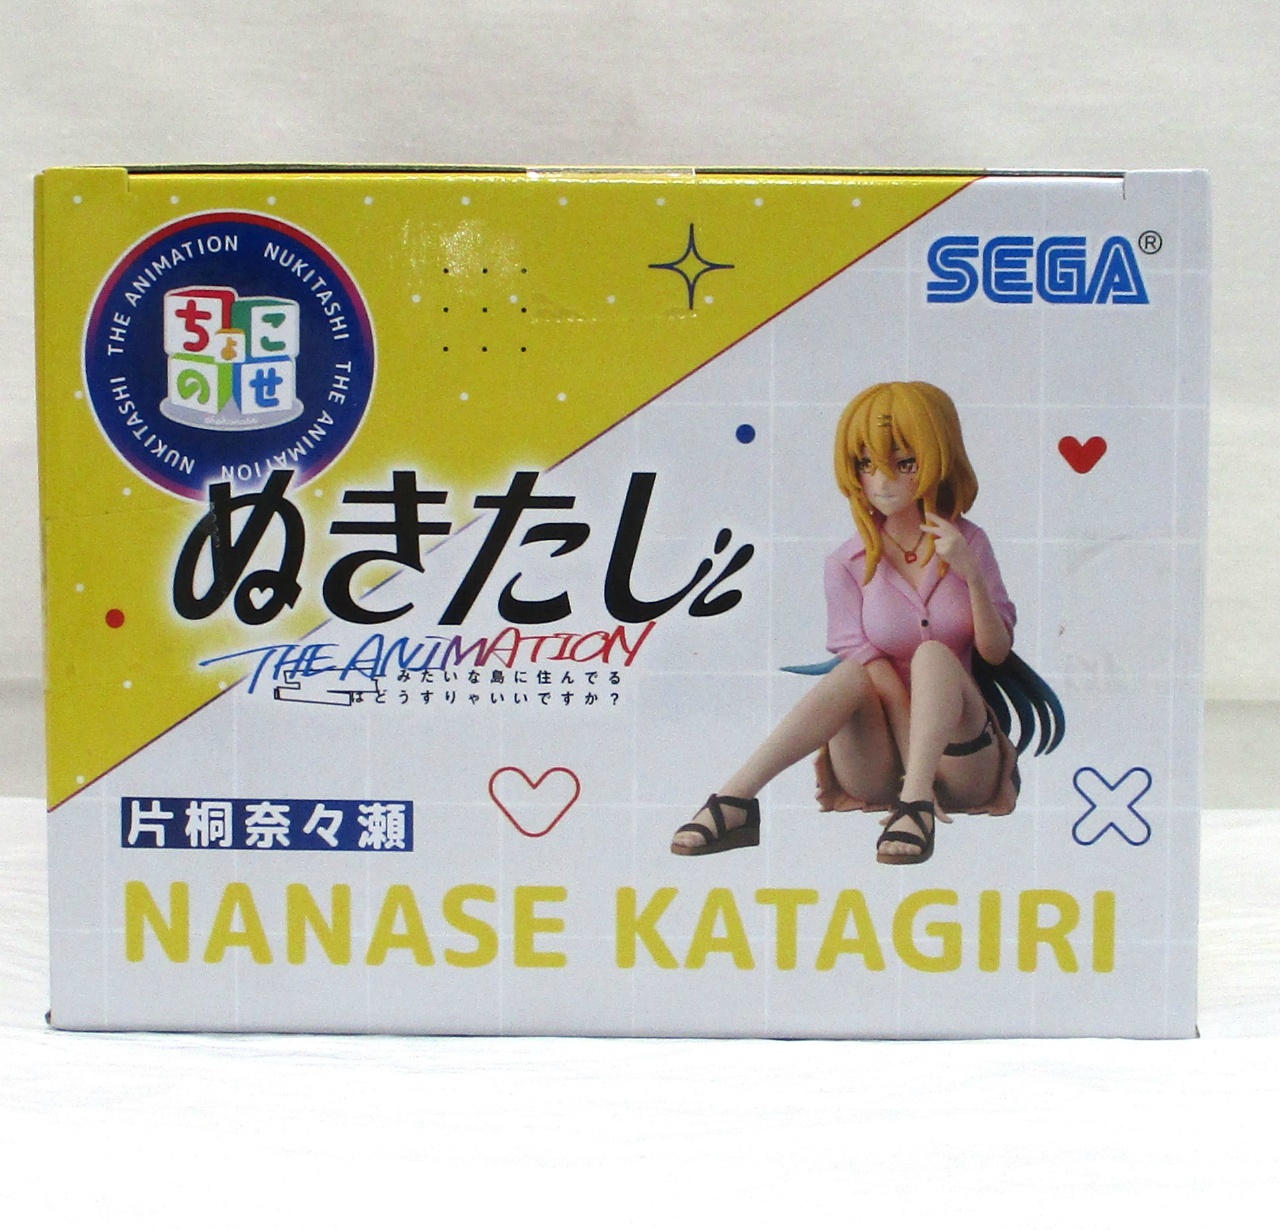 NUKITASHI THE ANIMATION NUKITASHI THE ANIMATION
ちょこ
のせ
chokonose
SEGA®
ぬきたし
THE ANIMATION
みたいな島に住んでる
はどうすりゃいいですか？
片桐奈々瀬
NANASE KATAGIRI